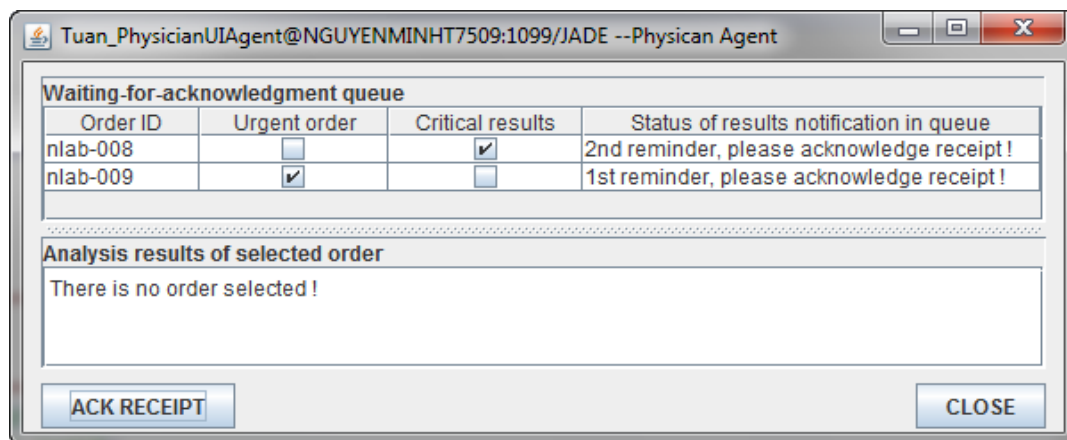 Tuan_PhysicianUIAgent@NGUYENMINHT7509:1099/JADE --Physican Agent
Waiting-for-acknowledgment queue
Order ID Urgent order Critical results Status of results notification in queue
nlab-008 2nd reminder, please acknowledge receipt !
nlab-009 1st reminder, please acknowledge receipt !
Analysis results of selected order
There is no order selected !
ACK RECEIPT CLOSE